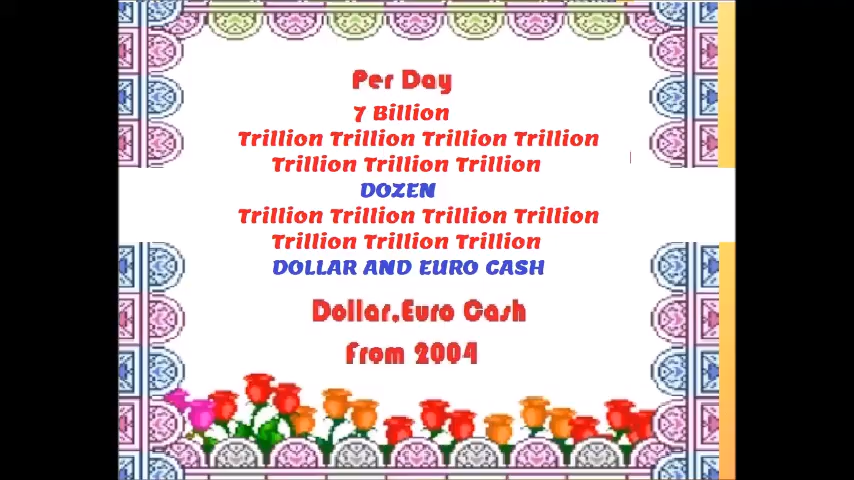 Per Day
7 Billion
Trillion Trillion Trillion Trillion
Trillion Trillion Trillion
DOZEN
Trillion Trillion Trillion Trillion
Trillion Trillion Trillion
DOLLAR AND EURO CASH
Dollar,Euro Cash
From 2004